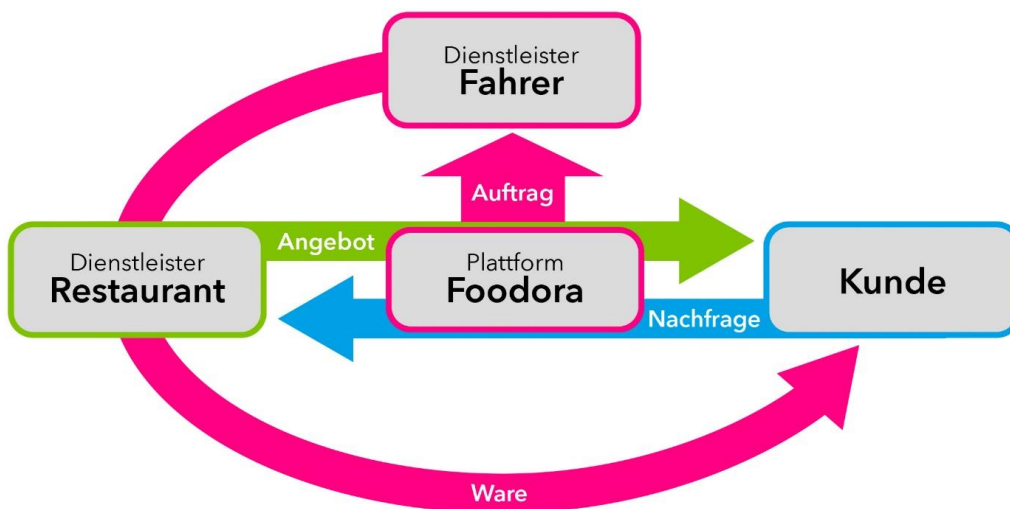 Dienstleister
Fahrer
Auftrag
Angebot
Dienstleister
Restaurant
Plattform
Foodora
Kunde
Nachfrage
Ware